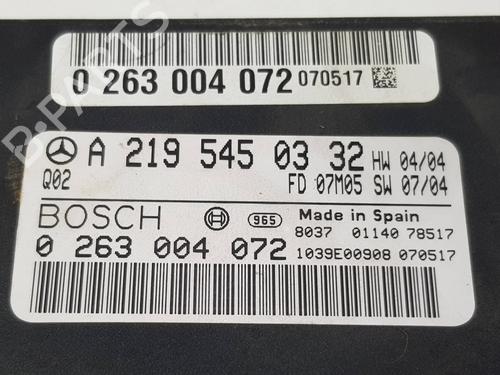 0 263 004 072 070517
A 219 545 03 32 HW 04/04
Q02 FD 07M05 SW 07/04
BOSCH 965 Made in Spain
8037 01140 78517
0 263 004 072 1039E00908 070517
B-PARTS